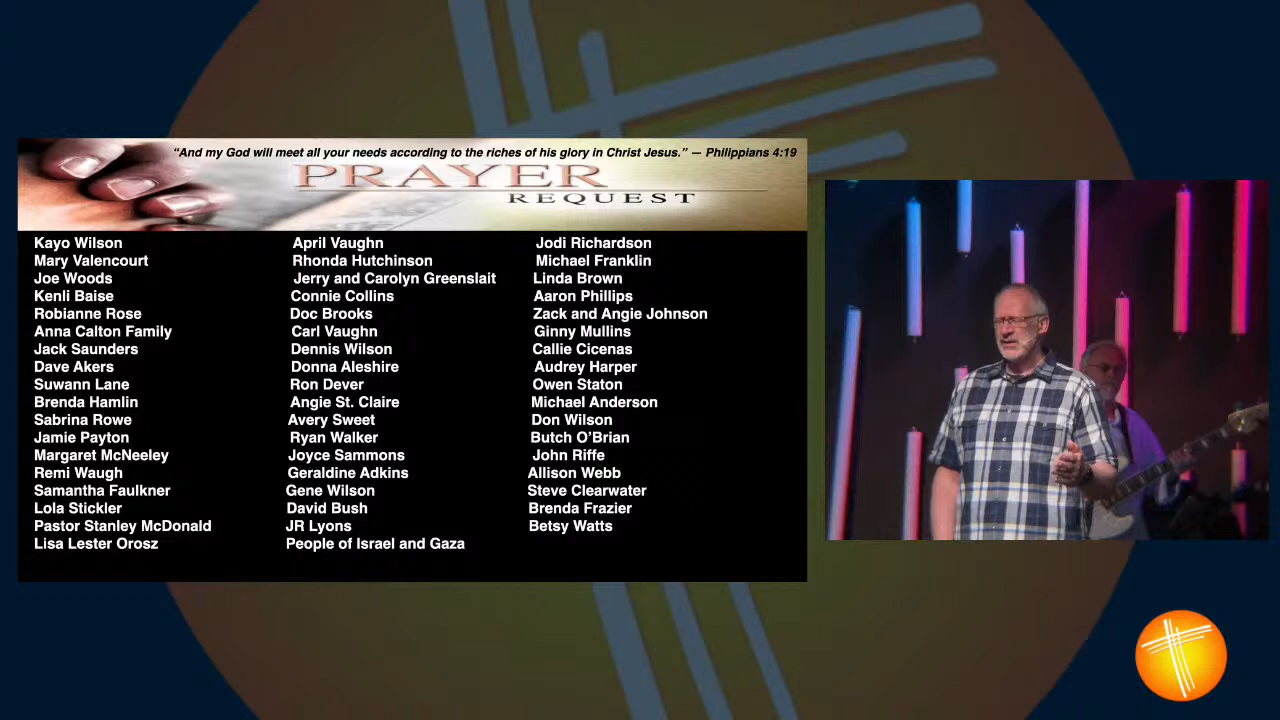 “And my God will meet all your needs according to the riches of his glory in Christ Jesus.” — Philippians 4:19
PRAYER
REQUEST
Kayo Wilson
Mary Valencourt
Joe Woods
Kenli Baise
Robianne Rose
Anna Calton Family
Jack Saunders
Dave Akers
Suwann Lane
Brenda Hamlin
Sabrina Rowe
Jamie Payton
Margaret McNeeley
Remi Waugh
Samantha Faulkner
Lola Stickler
Pastor Stanley McDonald
Lisa Lester Orosz
April Vaughn
Rhonda Hutchinson
Jerry and Carolyn Greenslait
Connie Collins
Doc Brooks
Carl Vaughn
Dennis Wilson
Donna Aleshire
Ron Dever
Angie St. Claire
Avery Sweet
Ryan Walker
Joyce Sammons
Geraldine Adkins
Gene Wilson
David Bush
JR Lyons
People of Israel and Gaza
Jodi Richardson
Michael Franklin
Linda Brown
Aaron Phillips
Zack and Angie Johnson
Ginny Mullins
Callie Cicenas
Audrey Harper
Owen Staton
Michael Anderson
Don Wilson
Butch O’Brian
John Riffe
Allison Webb
Steve Clearwater
Brenda Frazier
Betsy Watts